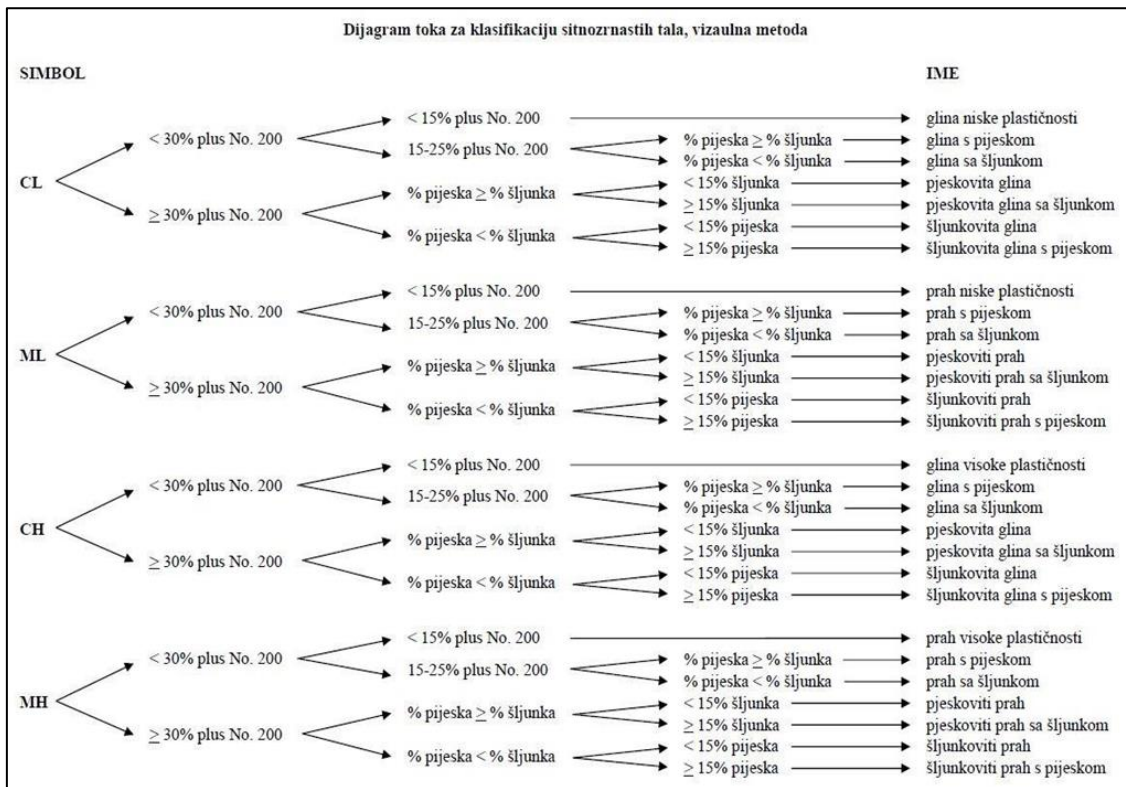 Dijagram toka za klasifikaciju sitnozrnastih tala, vizaulna metoda
SIMBOL IME
< 15% plus No. 200 glina niske plastičnosti
< 30% plus No. 200 % pijeska ≥ % šljunka glina s pijeskom
15-25% plus No. 200 % pijeska < % šljunka glina sa šljunkom
CL % pijeska ≥ % šljunka < 15% šljunka pjeskovita glina
≥ 30% plus No. 200 ≥ 15% šljunka pjeskovita glina sa šljunkom
% pijeska < % šljunka < 15% pijeska šljunkovita glina
≥ 15% pijeska šljunkovita glina s pijeskom
< 15% plus No. 200 prah niske plastičnosti
< 30% plus No. 200 % pijeska ≥ % šljunka prah s pijeskom
15-25% plus No. 200 % pijeska < % šljunka prah sa šljunkom
ML % pijeska ≥ % šljunka < 15% šljunka pjeskoviti prah
≥ 30% plus No. 200 ≥ 15% šljunka pjeskoviti prah sa šljunkom
% pijeska < % šljunka < 15% pijeska šljunkoviti prah
≥ 15% pijeska šljunkoviti prah s pijeskom
< 15% plus No. 200 glina visoke plastičnosti
< 30% plus No. 200 % pijeska ≥ % šljunka glina s pijeskom
15-25% plus No. 200 % pijeska < % šljunka glina sa šljunkom
CH % pijeska ≥ % šljunka < 15% šljunka pjeskovita glina
≥ 30% plus No. 200 ≥ 15% šljunka pjeskovita glina sa šljunkom
% pijeska < % šljunka < 15% pijeska šljunkovita glina
≥ 15% pijeska šljunkovita glina s pijeskom
< 15% plus No. 200 prah visoke plastičnosti
< 30% plus No. 200 % pijeska ≥ % šljunka prah s pijeskom
15-25% plus No. 200 % pijeska < % šljunka prah sa šljunkom
MH % pijeska ≥ % šljunka < 15% šljunka pjeskoviti prah
≥ 30% plus No. 200 ≥ 15% šljunka pjeskoviti prah sa šljunkom
% pijeska < % šljunka < 15% pijeska šljunkoviti prah
≥ 15% pijeska šljunkoviti prah s pijeskom